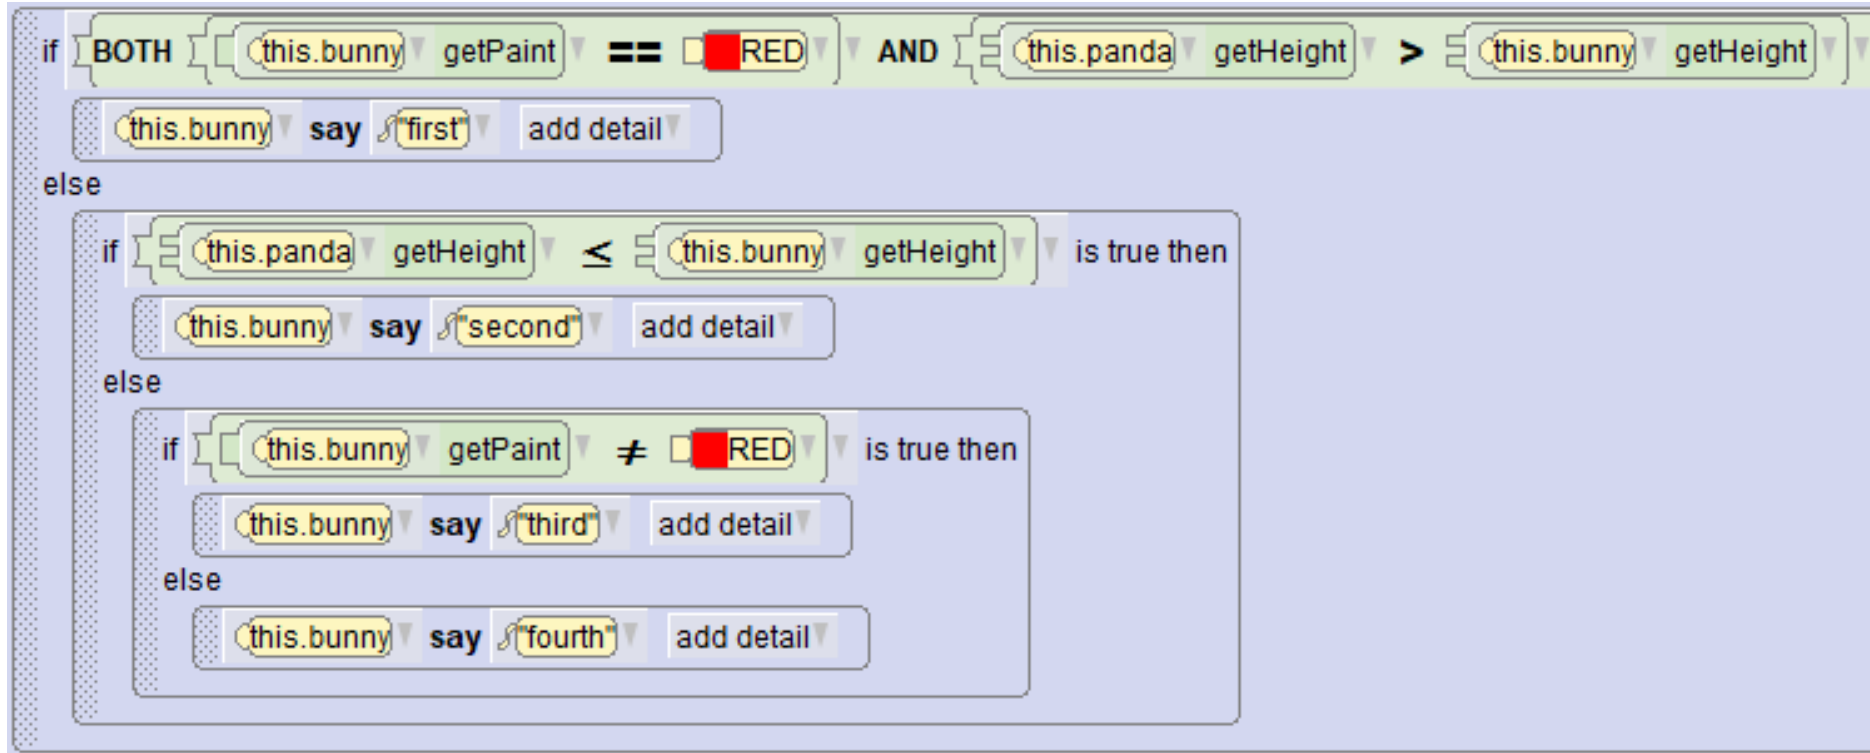 if BOTH this.bunny getPaint == RED AND this.panda getHeight > this.bunny getHeight
this.bunny say "first" add detail
else
if this.panda getHeight ≤ this.bunny getHeight is true then
this.bunny say "second" add detail
else
if this.bunny getPaint ≠ RED is true then
this.bunny say "third" add detail
else
this.bunny say "fourth" add detail